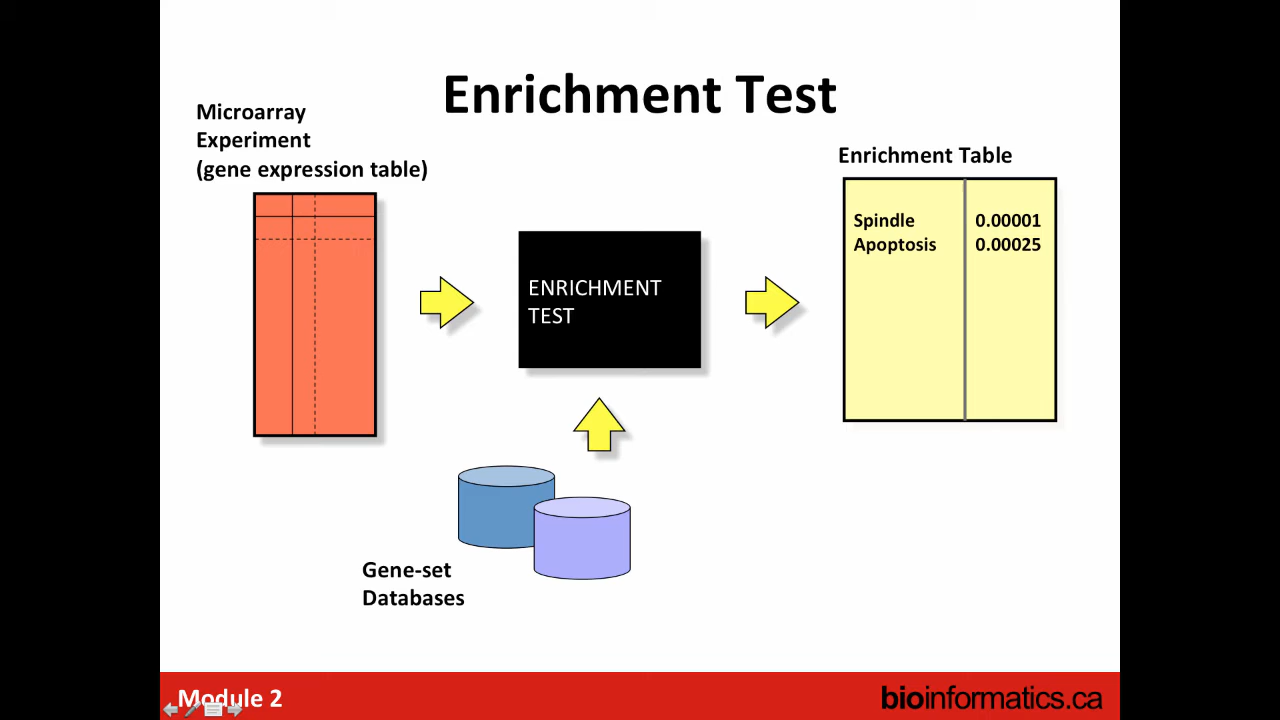 Enrichment Test
Microarray
Experiment
(gene expression table)
Enrichment Table
Spindle 0.00001
Apoptosis 0.00025
ENRICHMENT
TEST
Gene-set
Databases
Module 2
bioinformatics.ca